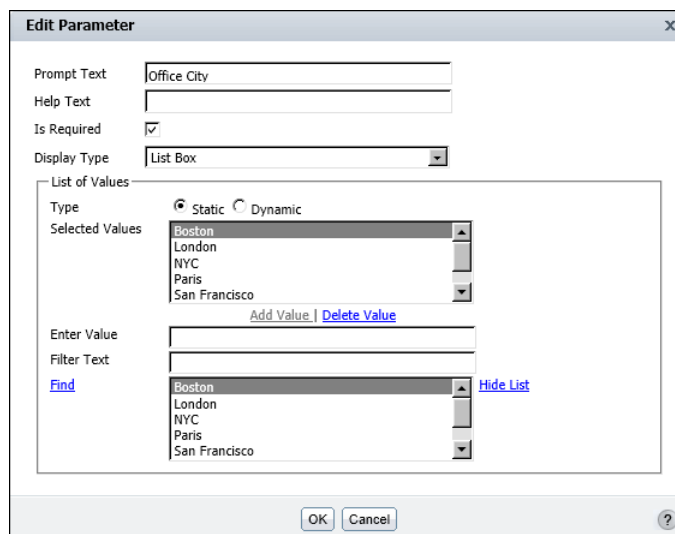 Edit Parameter x
Prompt Text Office City
Help Text
Is Required
Display Type List Box
List of Values
Type Static Dynamic
Selected Values Boston
London
NYC
Paris
San Francisco
Add Value | Delete Value
Enter Value
Filter Text
Find Boston Hide List
London
NYC
Paris
San Francisco
OK Cancel ?